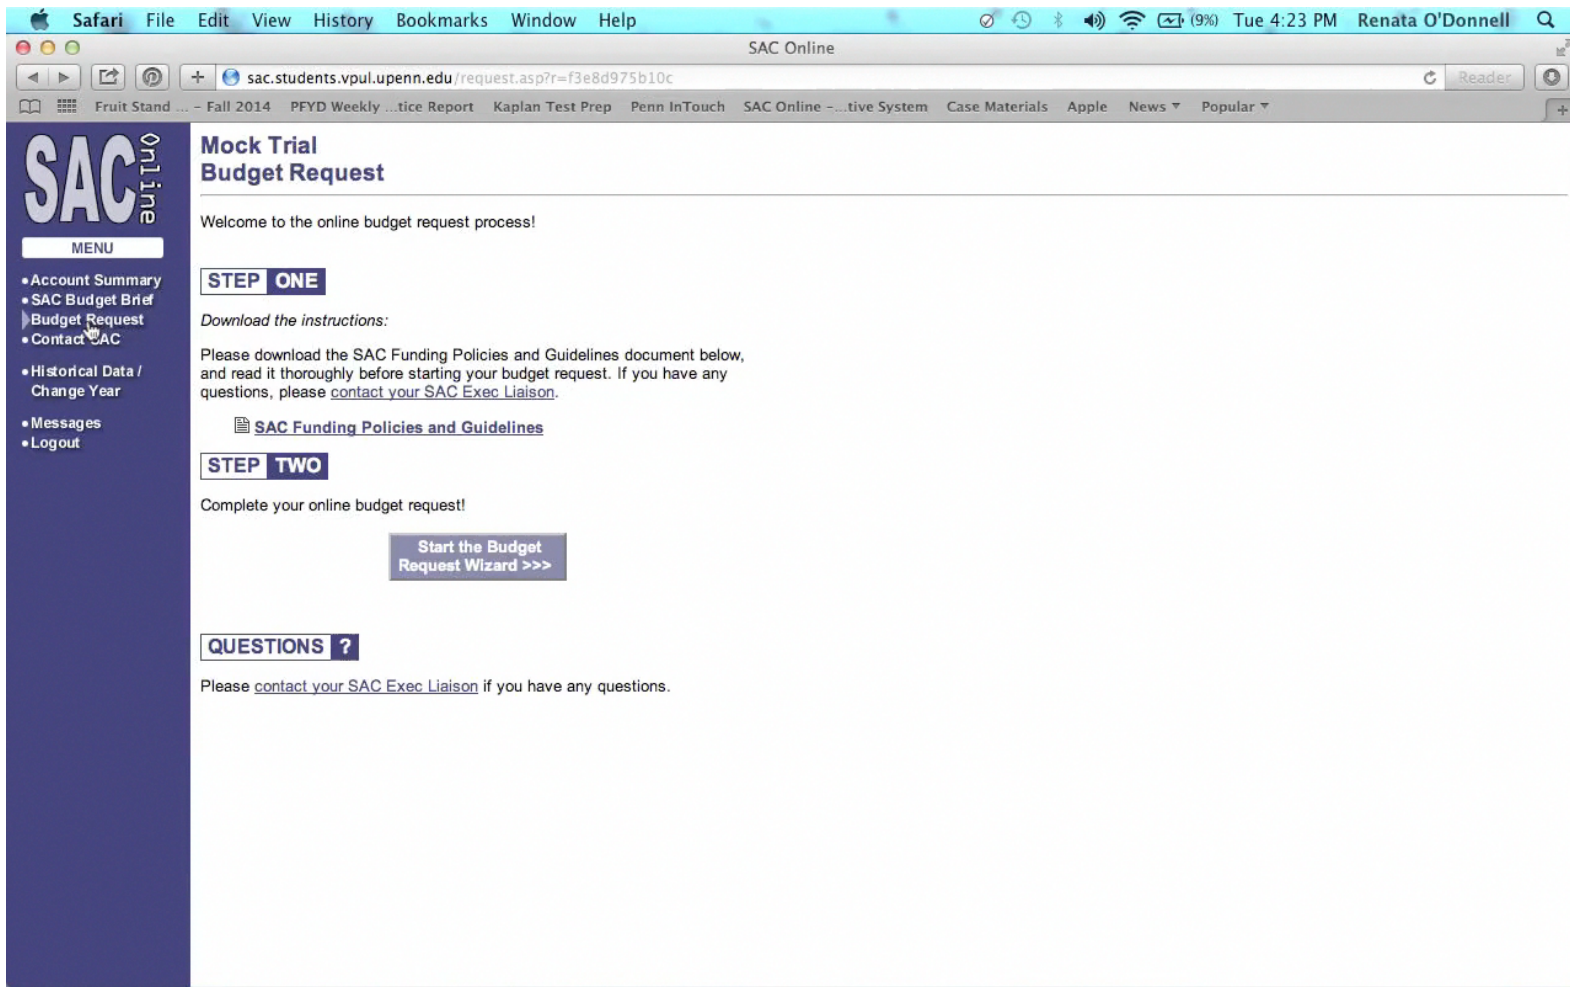 Safari File Edit View History Bookmarks Window Help (9%) Tue 4:23 PM Renata O'Donnell
SAC Online
sac.students.vpul.upenn.edu/request.asp?r=f3e8d975b10c Reader
Fruit Stand ... - Fall 2014 PFYD Weekly ...tice Report Kaplan Test Prep Penn InTouch SAC Online -...tive System Case Materials Apple News Popular
SAC Online
MENU
Account Summary
SAC Budget Brief
Budget Request
Contact SAC
Historical Data /
Change Year
Messages
Logout
Mock Trial
Budget Request
Welcome to the online budget request process!
STEP ONE
Download the instructions:
Please download the SAC Funding Policies and Guidelines document below,
and read it thoroughly before starting your budget request. If you have any
questions, please contact your SAC Exec Liaison.
SAC Funding Policies and Guidelines
STEP TWO
Complete your online budget request!
Start the Budget
Request Wizard >>>
QUESTIONS ?
Please contact your SAC Exec Liaison if you have any questions.